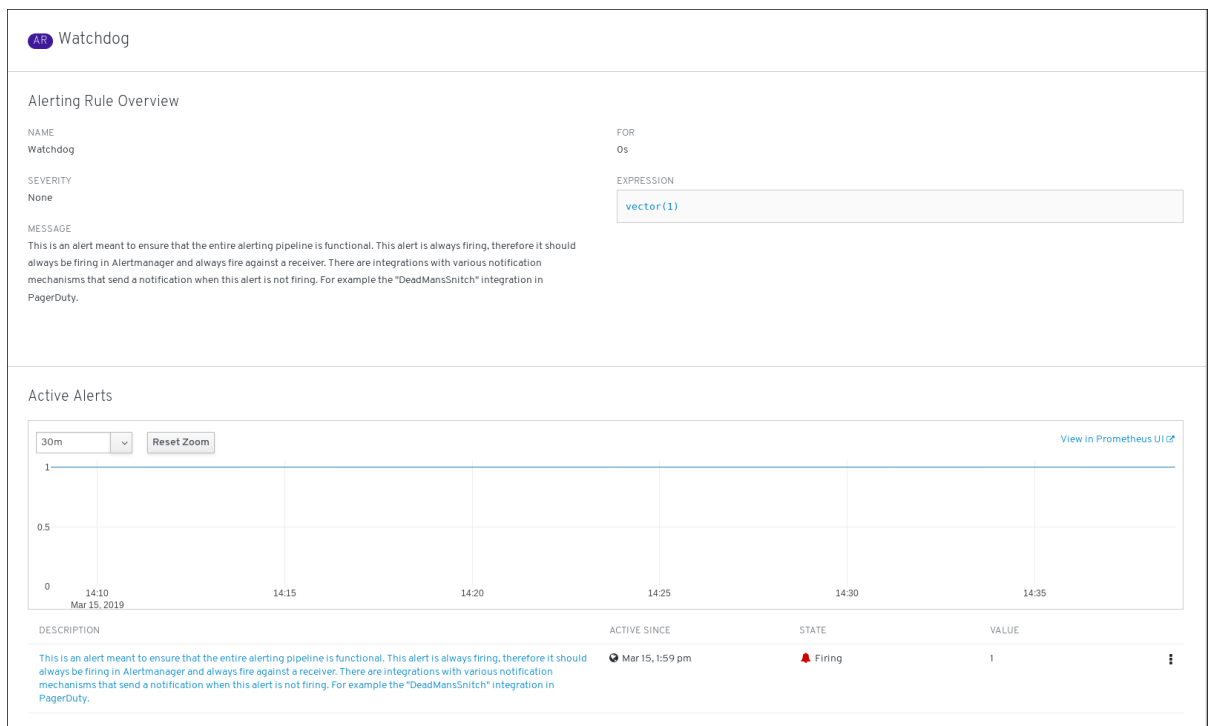 AR Watchdog
Alerting Rule Overview
NAME
Watchdog
FOR
0s
SEVERITY
None
EXPRESSION
vector(1)
MESSAGE
This is an alert meant to ensure that the entire alerting pipeline is functional. This alert is always firing, therefore it should
always be firing in Alertmanager and always fire against a receiver. There are integrations with various notification
mechanisms that send a notification when this alert is not firing. For example the "DeadMansSnitch" integration in
PagerDuty.
Active Alerts
30m Reset Zoom View in Prometheus UI
1
0.5
0
14:10 14:15 14:20 14:25 14:30 14:35
Mar 15, 2019
DESCRIPTION ACTIVE SINCE STATE VALUE
This is an alert meant to ensure that the entire alerting pipeline is functional. This alert is always firing, therefore it should
always be firing in Alertmanager and always fire against a receiver. There are integrations with various notification
mechanisms that send a notification when this alert is not firing. For example the "DeadMansSnitch" integration in
PagerDuty.
Mar 15, 1:59 pm
Firing
1